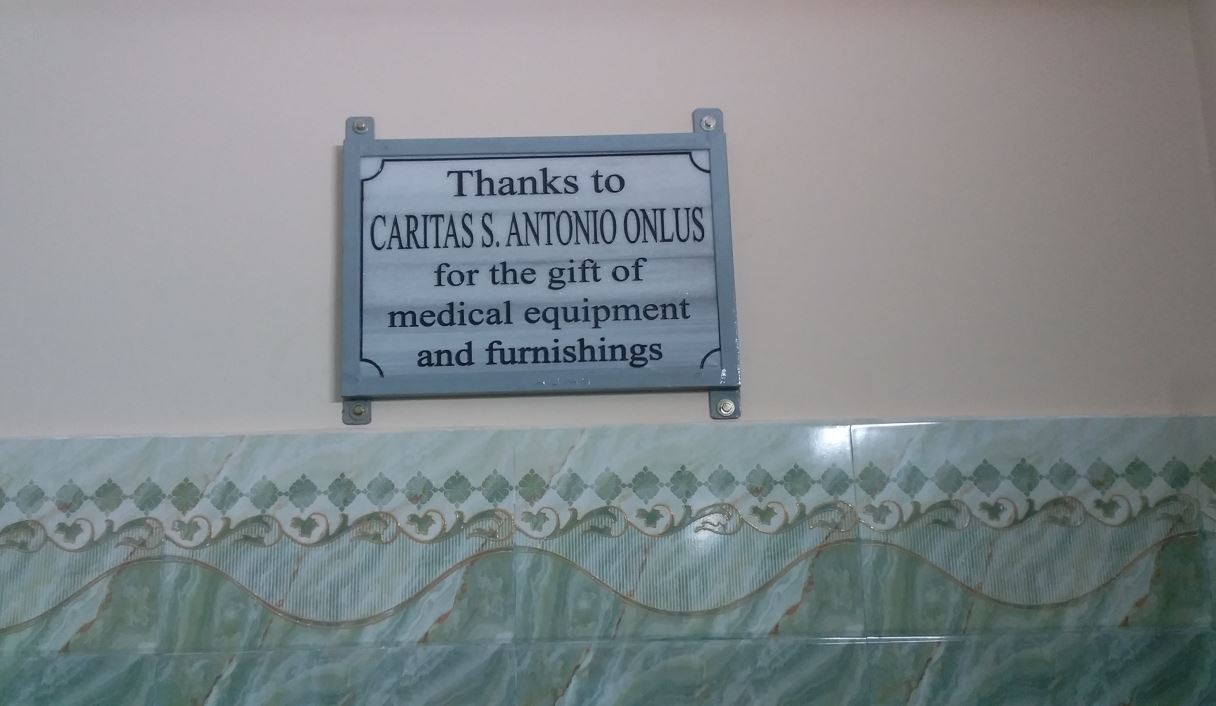 Thanks to
CARITAS S. ANTONIO ONLUS
for the gift of
medical equipment
and furnishings